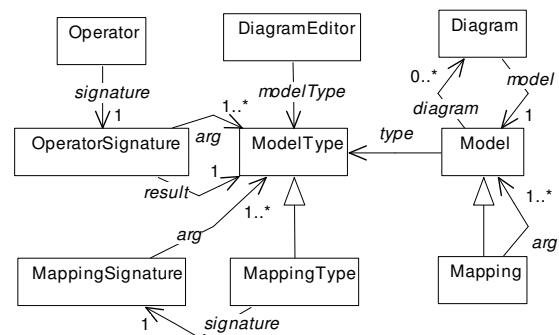 Operator
DiagramEditor
Diagram
signature
modelType
0..*
model
1
1..*
diagram
1
OperatorSignature
arg
ModelType
type
Model
result
1
arg
1..*
1..*
arg
MappingSignature
MappingType
Mapping
1
signature